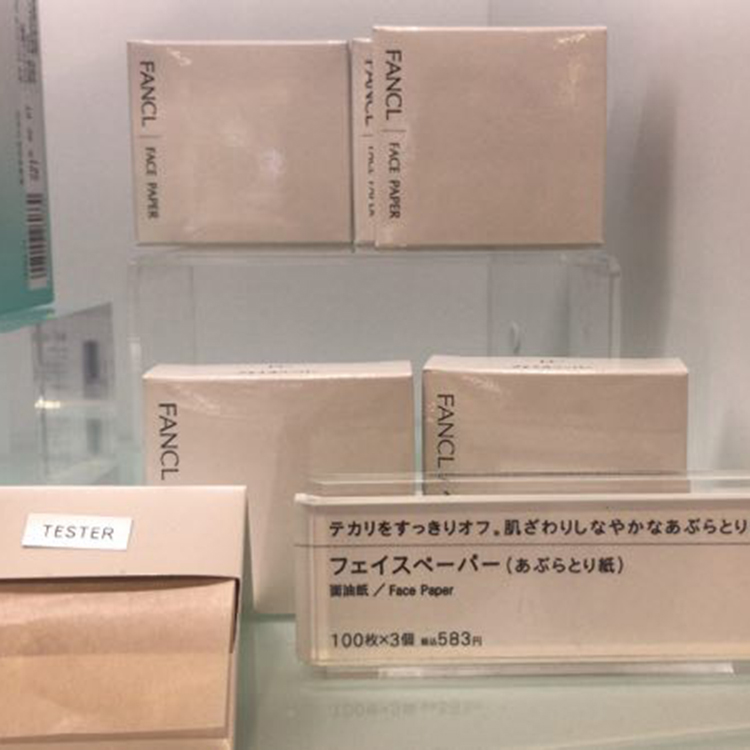 FANCL | FACE PAPER
FANCL
FANCL | FACE PAPER
FANCL
FANCL
TESTER
テカリをすっきりオフ。肌ざわりしなやかなあぶらとり
フェイスペーパー(あぶらとり紙)
面油紙／Face Paper
100枚×3個 税込583円